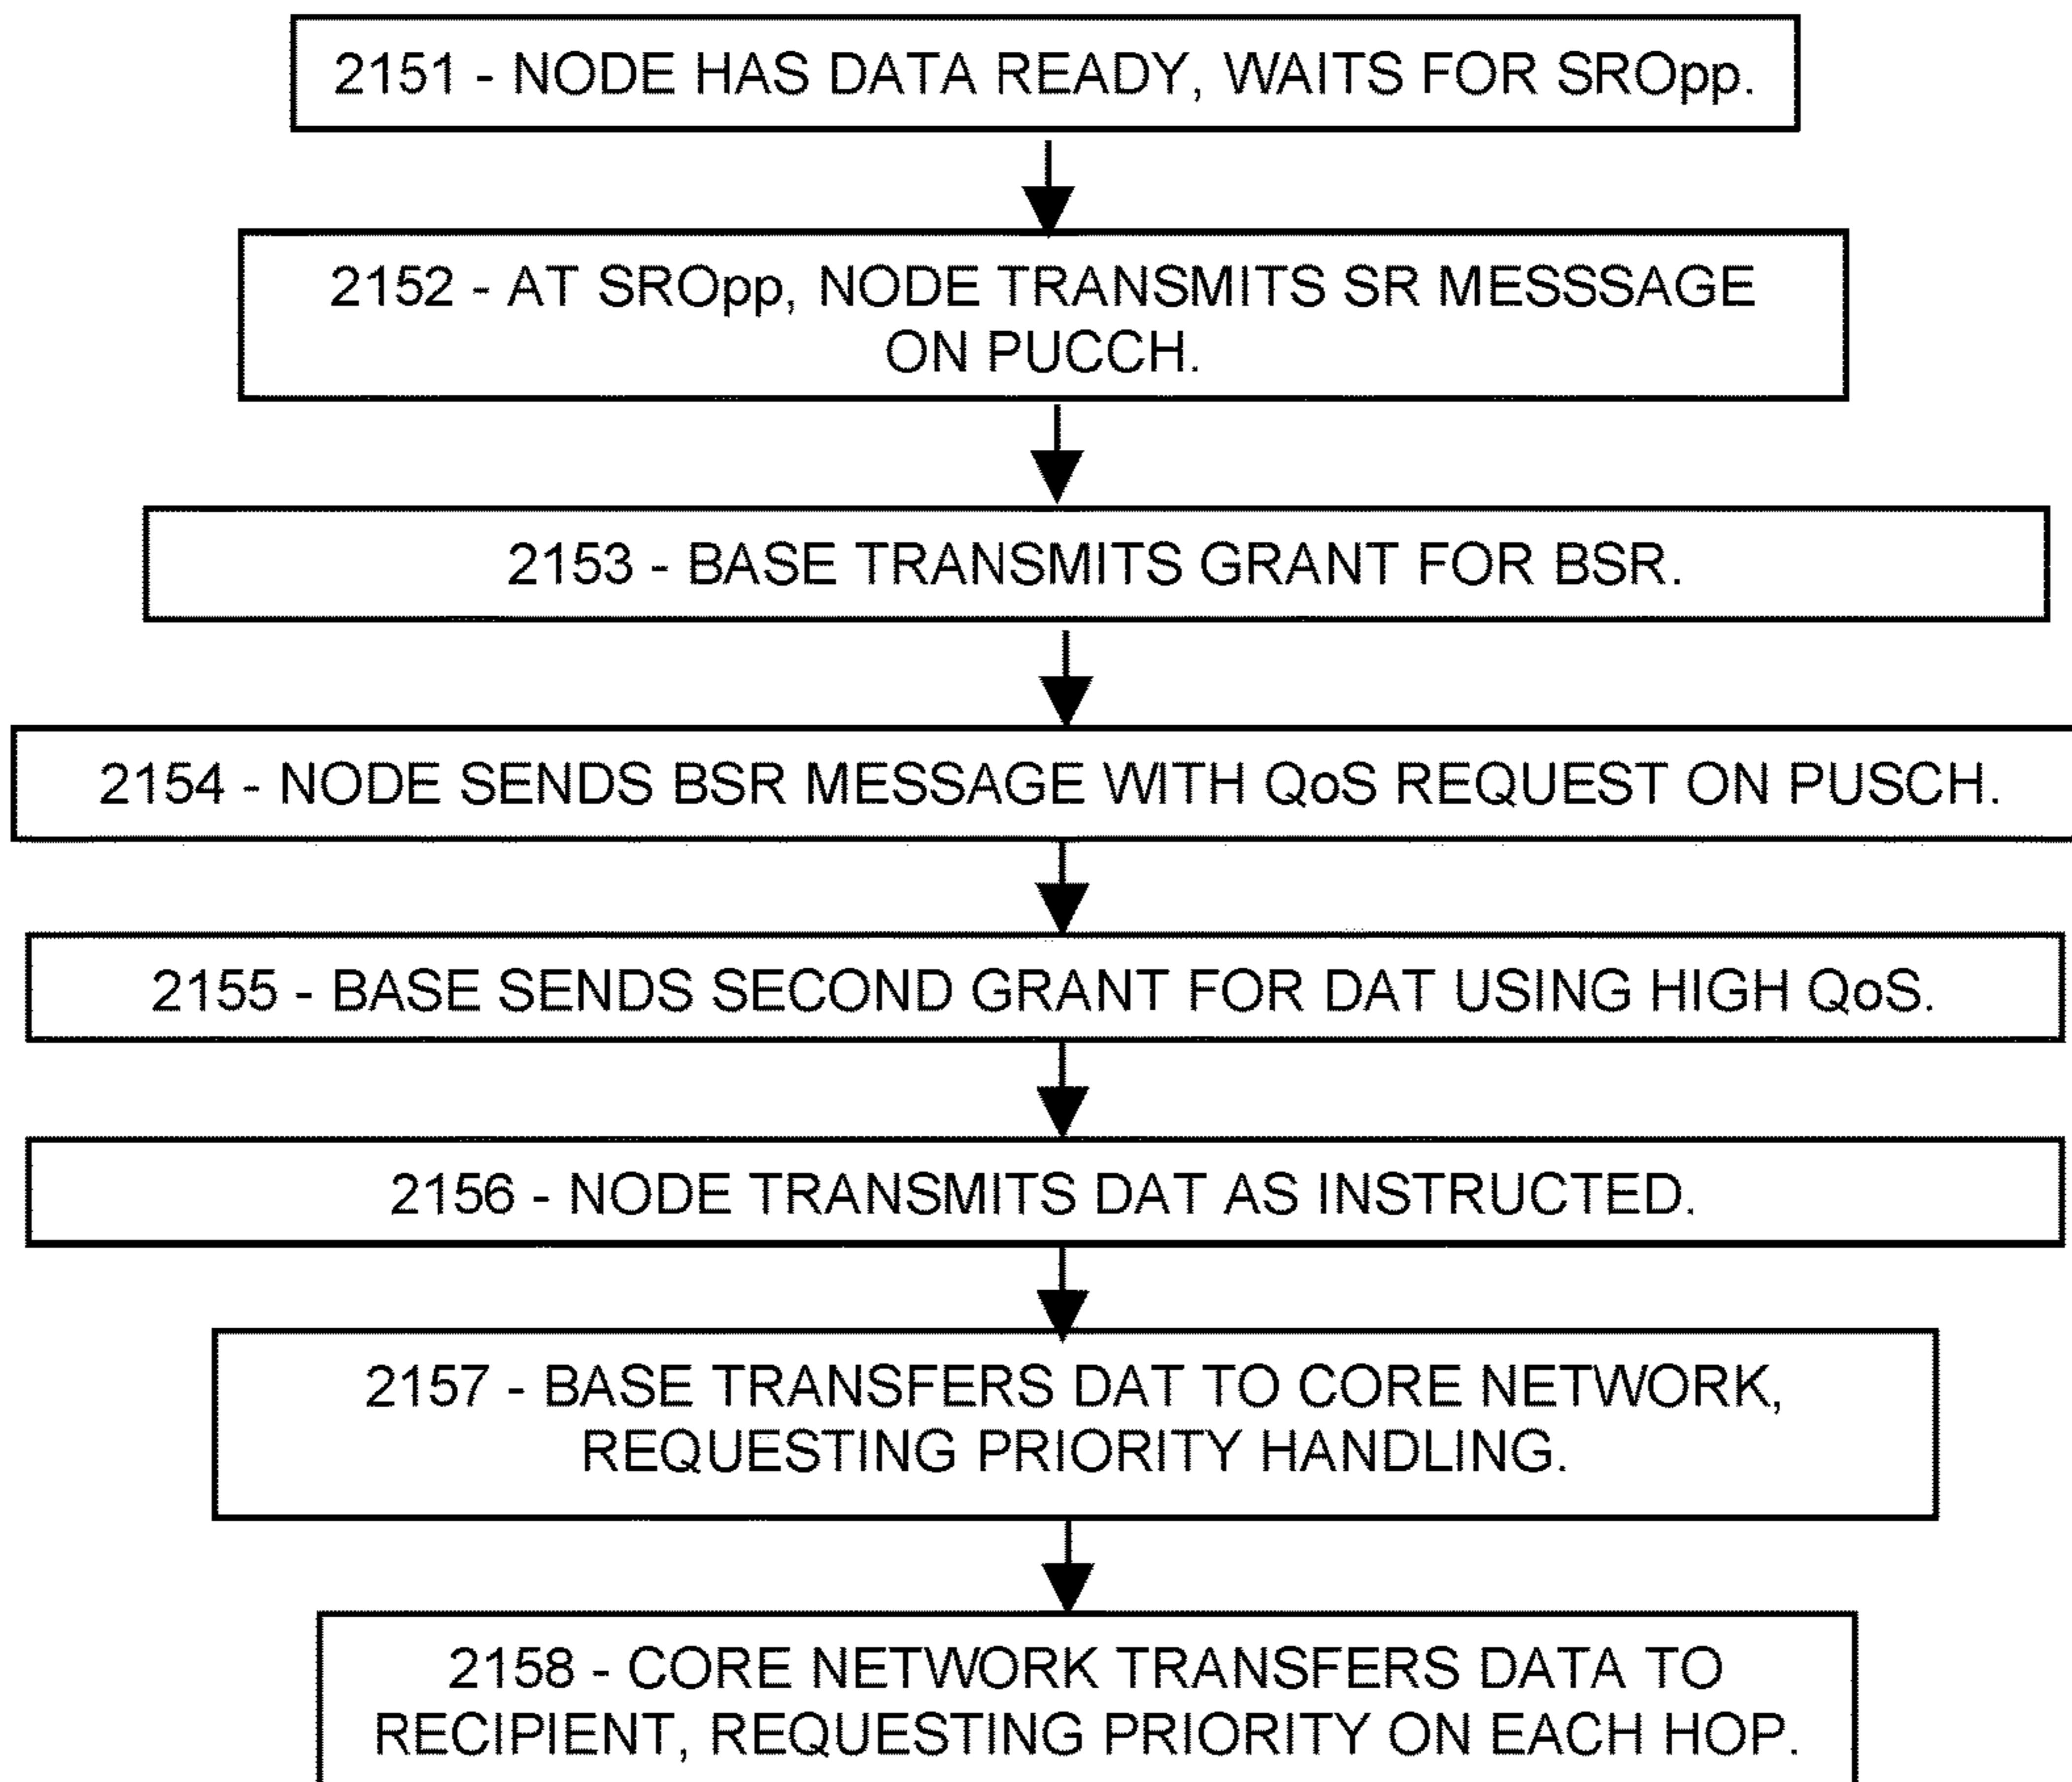 2151 - NODE HAS DATA READY, WAITS FOR SROpp.
2152 - AT SROpp, NODE TRANSMITS SR MESSSAGE
ON PUCCH.
2153 - BASE TRANSMITS GRANT FOR BSR.
2154 - NODE SENDS BSR MESSAGE WITH QoS REQUEST ON PUSCH.
2155 - BASE SENDS SECOND GRANT FOR DAT USING HIGH QoS.
2156 - NODE TRANSMITS DAT AS INSTRUCTED.
2157 - BASE TRANSFERS DAT TO CORE NETWORK,
REQUESTING PRIORITY HANDLING.
2158 - CORE NETWORK TRANSFERS DATA TO
RECIPIENT, REQUESTING PRIORITY ON EACH HOP.